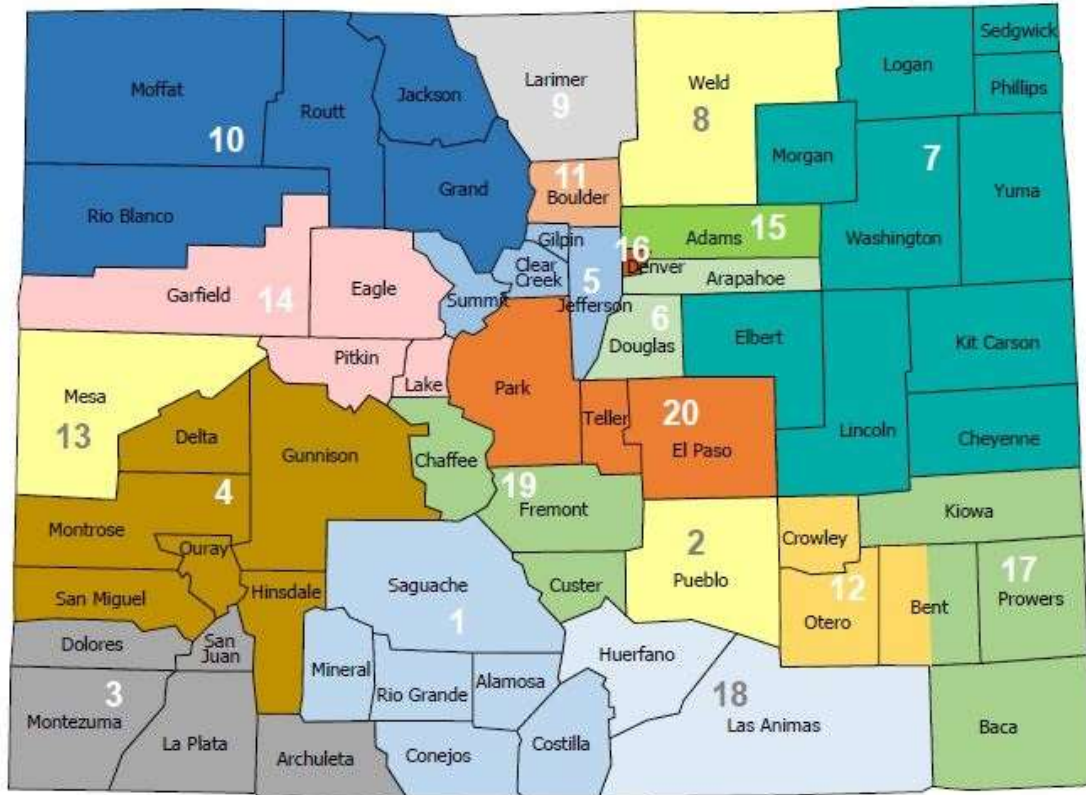 Sedgwick
Logan
Phillips
Moffat
Routt
Jackson
Larimer
9
Weld
8
10
Morgan
7
Grand
11
Boulder
Yuma
Rio Blanco
Gilpin
16
Adams
15
Washington
Clear
Creek
Denver
Arapahoe
Garfield
14
Eagle
Summit
5
Jefferson
6
Douglas
Elbert
Kit Carson
Pitkin
Lake
Park
Teller
20
El Paso
Lincoln
Cheyenne
Mesa
13
Delta
Gunnison
Chaffee
4
19
Fremont
Kiowa
Montrose
Ouray
2
Pueblo
Crowley
12
Otero
Bent
17
Prowers
San Miguel
Hinsdale
Saguache
1
Custer
Dolores
San
Juan
Huerfano
Mineral
Rio Grande
Alamosa
3
Montezuma
La Plata
Archuleta
Conejos
Costilla
18
Las Animas
Baca